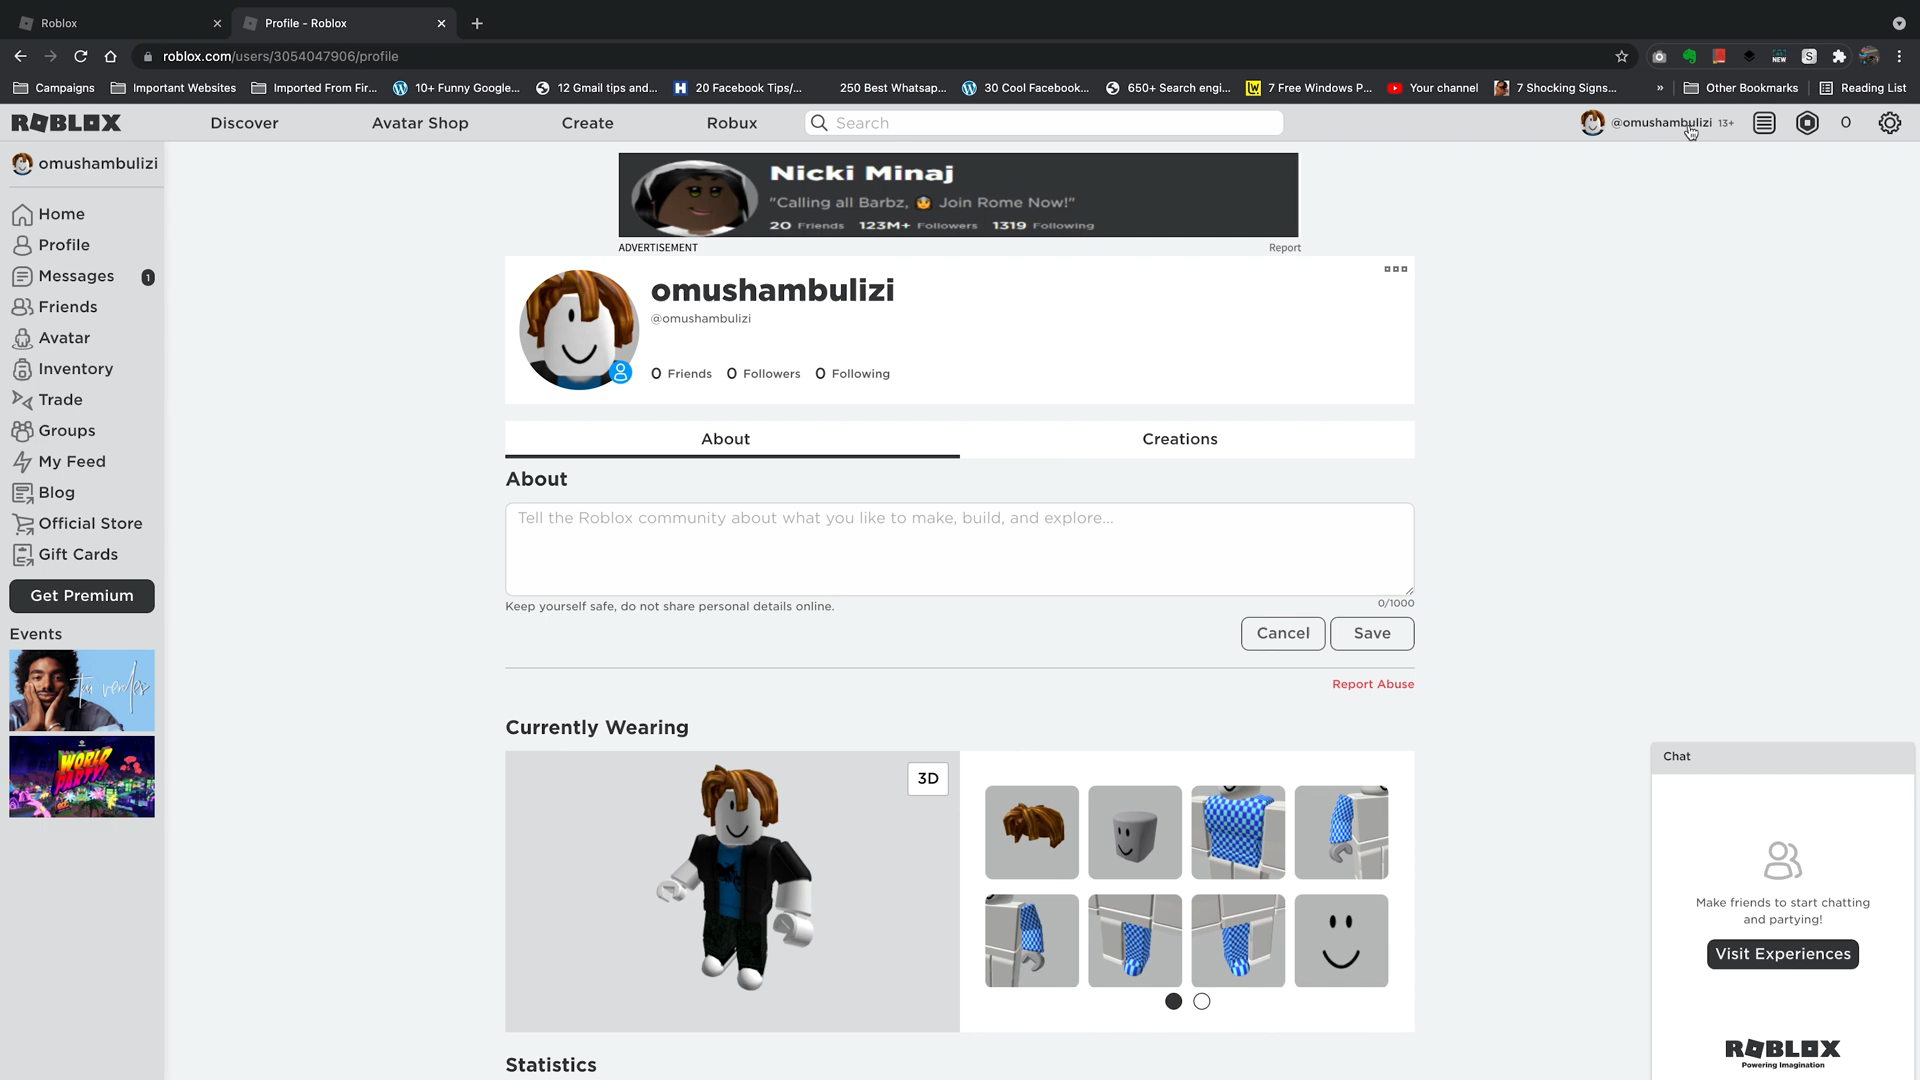 Roblox
Profile - Roblox
roblox.com/users/3054047906/profile
NEW
Campaigns
Important Websites
Imported From Fir...
10+ Funny Google...
12 Gmail tips and...
20 Facebook Tips/...
250 Best Whatsap...
30 Cool Facebook...
650+ Search engi...
7 Free Windows P...
Your channel
7 Shocking Signs...
»
Other Bookmarks
Reading List
ROBLOX
Discover
Avatar Shop
Create
Robux
Search
@omushambulizi 13+
0
omushambulizi
Home
Profile
Messages 1
Friends
Avatar
Inventory
Trade
Groups
My Feed
Blog
Official Store
Gift Cards
Get Premium
Events
WORLD
PARTY!
Nicki Minaj
"Calling all Barbz, Join Rome Now!"
20 Friends 123M+ Followers 1319 Following
ADVERTISEMENT
Report
omushambulizi
@omushambulizi
0 Friends 0 Followers 0 Following
About
Creations
About
Tell the Roblox community about what you like to make, build, and explore...
Keep yourself safe, do not share personal details online.
0/1000
Cancel
Save
Report Abuse
Currently Wearing
3D
Statistics
Chat
Make friends to start chatting
and partying!
Visit Experiences
ROBLOX
Powering Imagination